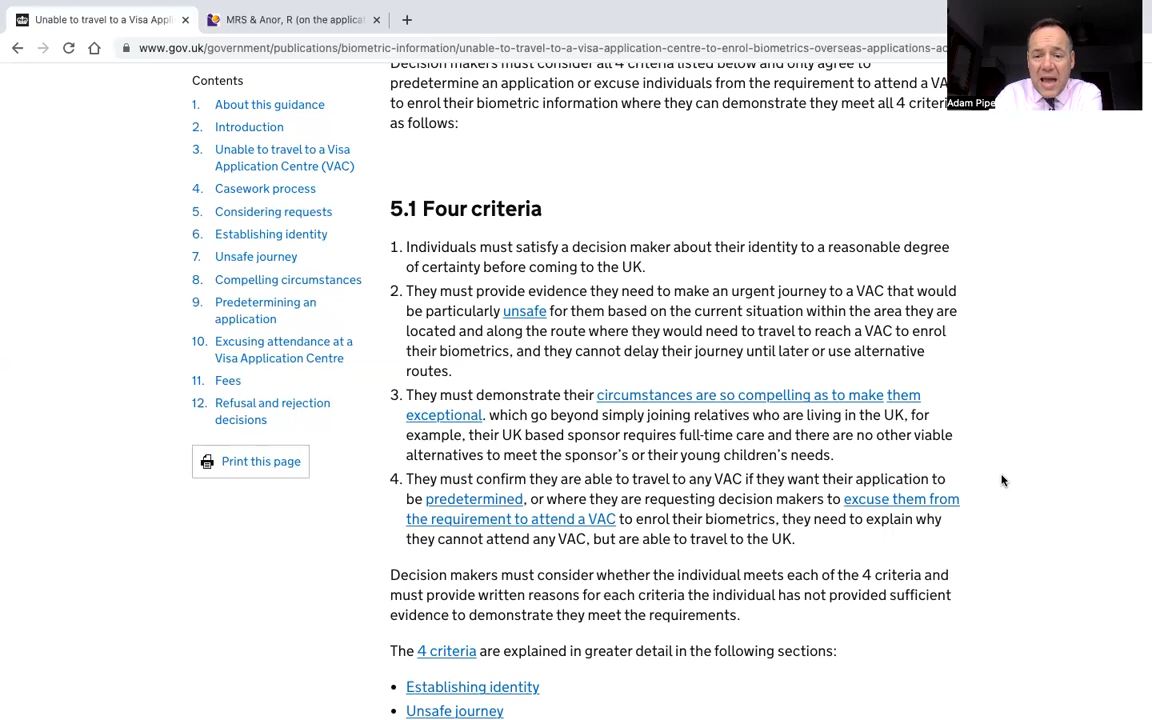 Unable to travel to a Visa Appli
MRS & Anor, R (on the applicat
www.gov.uk/government/publications/biometric-information/unable-to-travel-to-a-visa-application-centre-to-enrol-biometrics-overseas-applications-ac
Adam Pipe
Contents
1. About this guidance
2. Introduction
3. Unable to travel to a Visa
Application Centre (VAC)
4. Casework process
5. Considering requests
6. Establishing identity
7. Unsafe journey
8. Compelling circumstances
9. Predetermining an
application
10. Excusing attendance at a
Visa Application Centre
11. Fees
12. Refusal and rejection
decisions
Print this page
Decision makers must consider all 4 criteria listed below and only agree to
predetermine an application or excuse individuals from the requirement to attend a VA
to enrol their biometric information where they can demonstrate they meet all 4 criteri
as follows:
5.1 Four criteria
1. Individuals must satisfy a decision maker about their identity to a reasonable degree
of certainty before coming to the UK.
2. They must provide evidence they need to make an urgent journey to a VAC that would
be particularly unsafe for them based on the current situation within the area they are
located and along the route where they would need to travel to reach a VAC to enrol
their biometrics, and they cannot delay their journey until later or use alternative
routes.
3. They must demonstrate their circumstances are so compelling as to make them
exceptional. which go beyond simply joining relatives who are living in the UK, for
example, their UK based sponsor requires full-time care and there are no other viable
alternatives to meet the sponsor's or their young children's needs.
4. They must confirm they are able to travel to any VAC if they want their application to
be predetermined, or where they are requesting decision makers to excuse them from
the requirement to attend a VAC to enrol their biometrics, they need to explain why
they cannot attend any VAC, but are able to travel to the UK.
Decision makers must consider whether the individual meets each of the 4 criteria and
must provide written reasons for each criteria the individual has not provided sufficient
evidence to demonstrate they meet the requirements.
The 4 criteria are explained in greater detail in the following sections:
• Establishing identity
• Unsafe journey